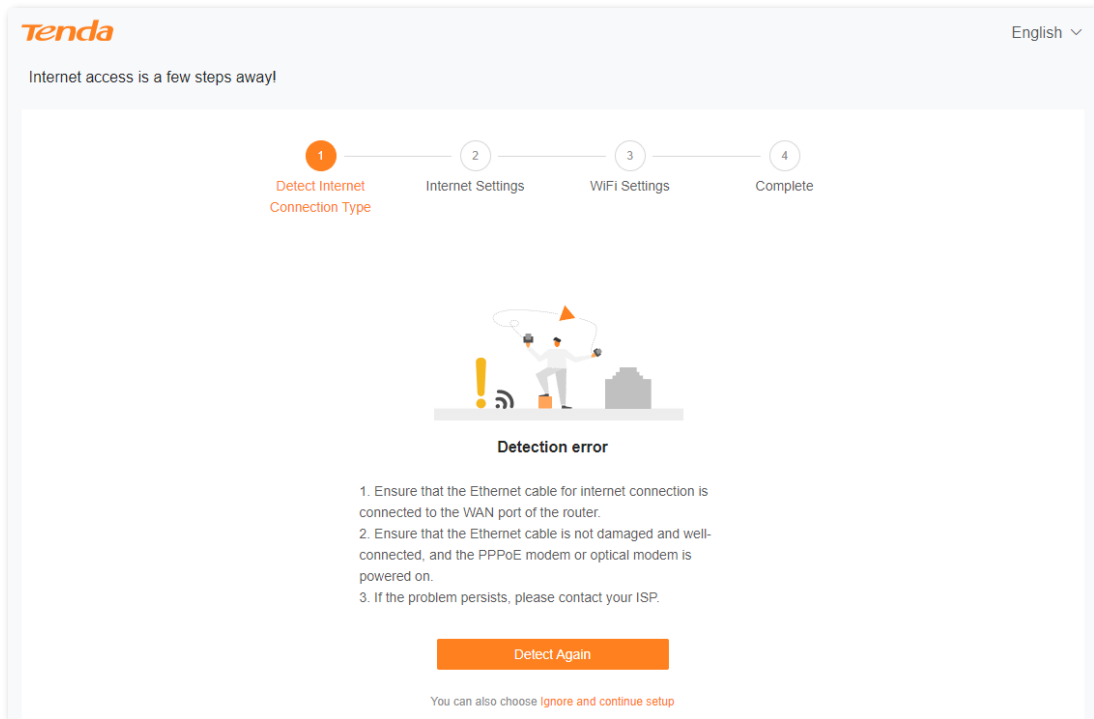 Tenda
English
Internet access is a few steps away!
1
2
3
4
Detect Internet
Connection Type
Internet Settings
WiFi Settings
Complete
Detection error
1. Ensure that the Ethernet cable for internet connection is
connected to the WAN port of the router.
2. Ensure that the Ethernet cable is not damaged and well-
connected, and the PPPoE modem or optical modem is
powered on.
3. If the problem persists, please contact your ISP.
Detect Again
You can also choose Ignore and continue setup